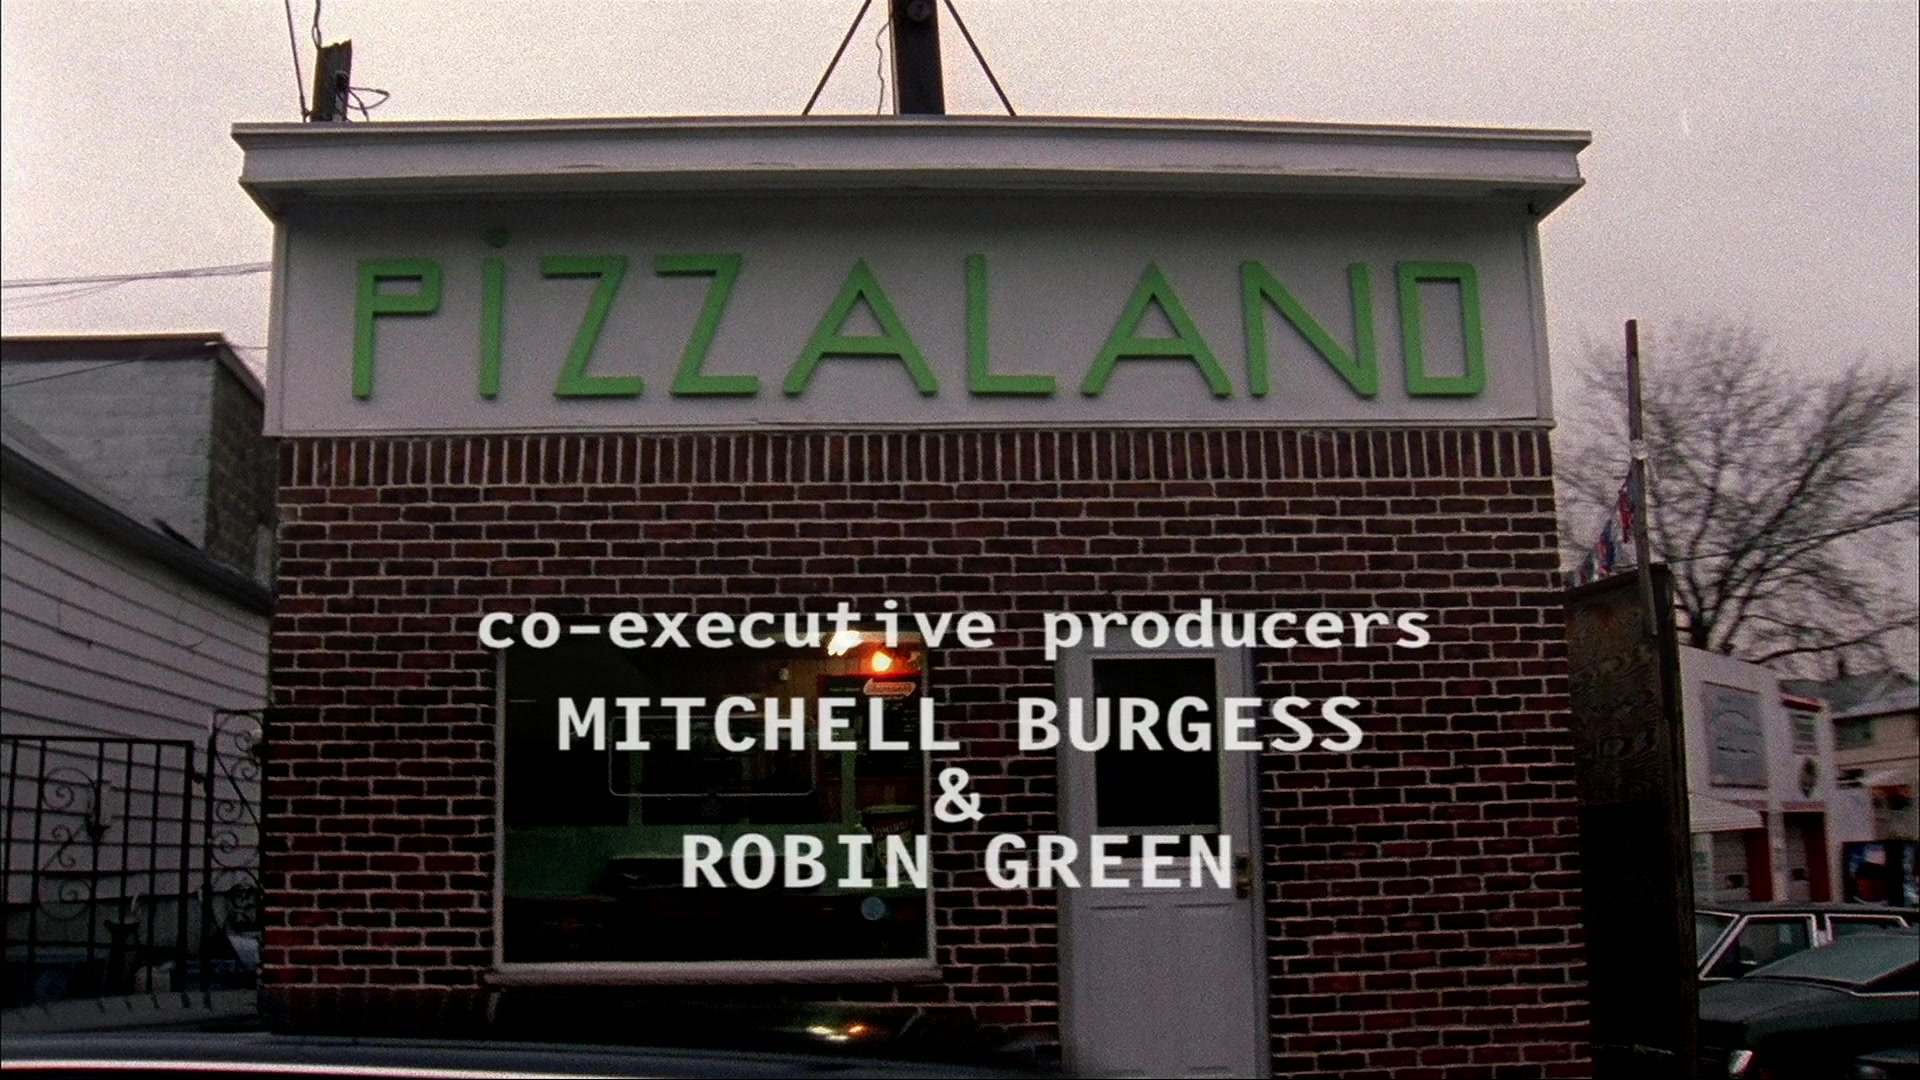 PiZZALAND
co-executive producers
MITCHELL BURGESS
&
ROBIN GREEN